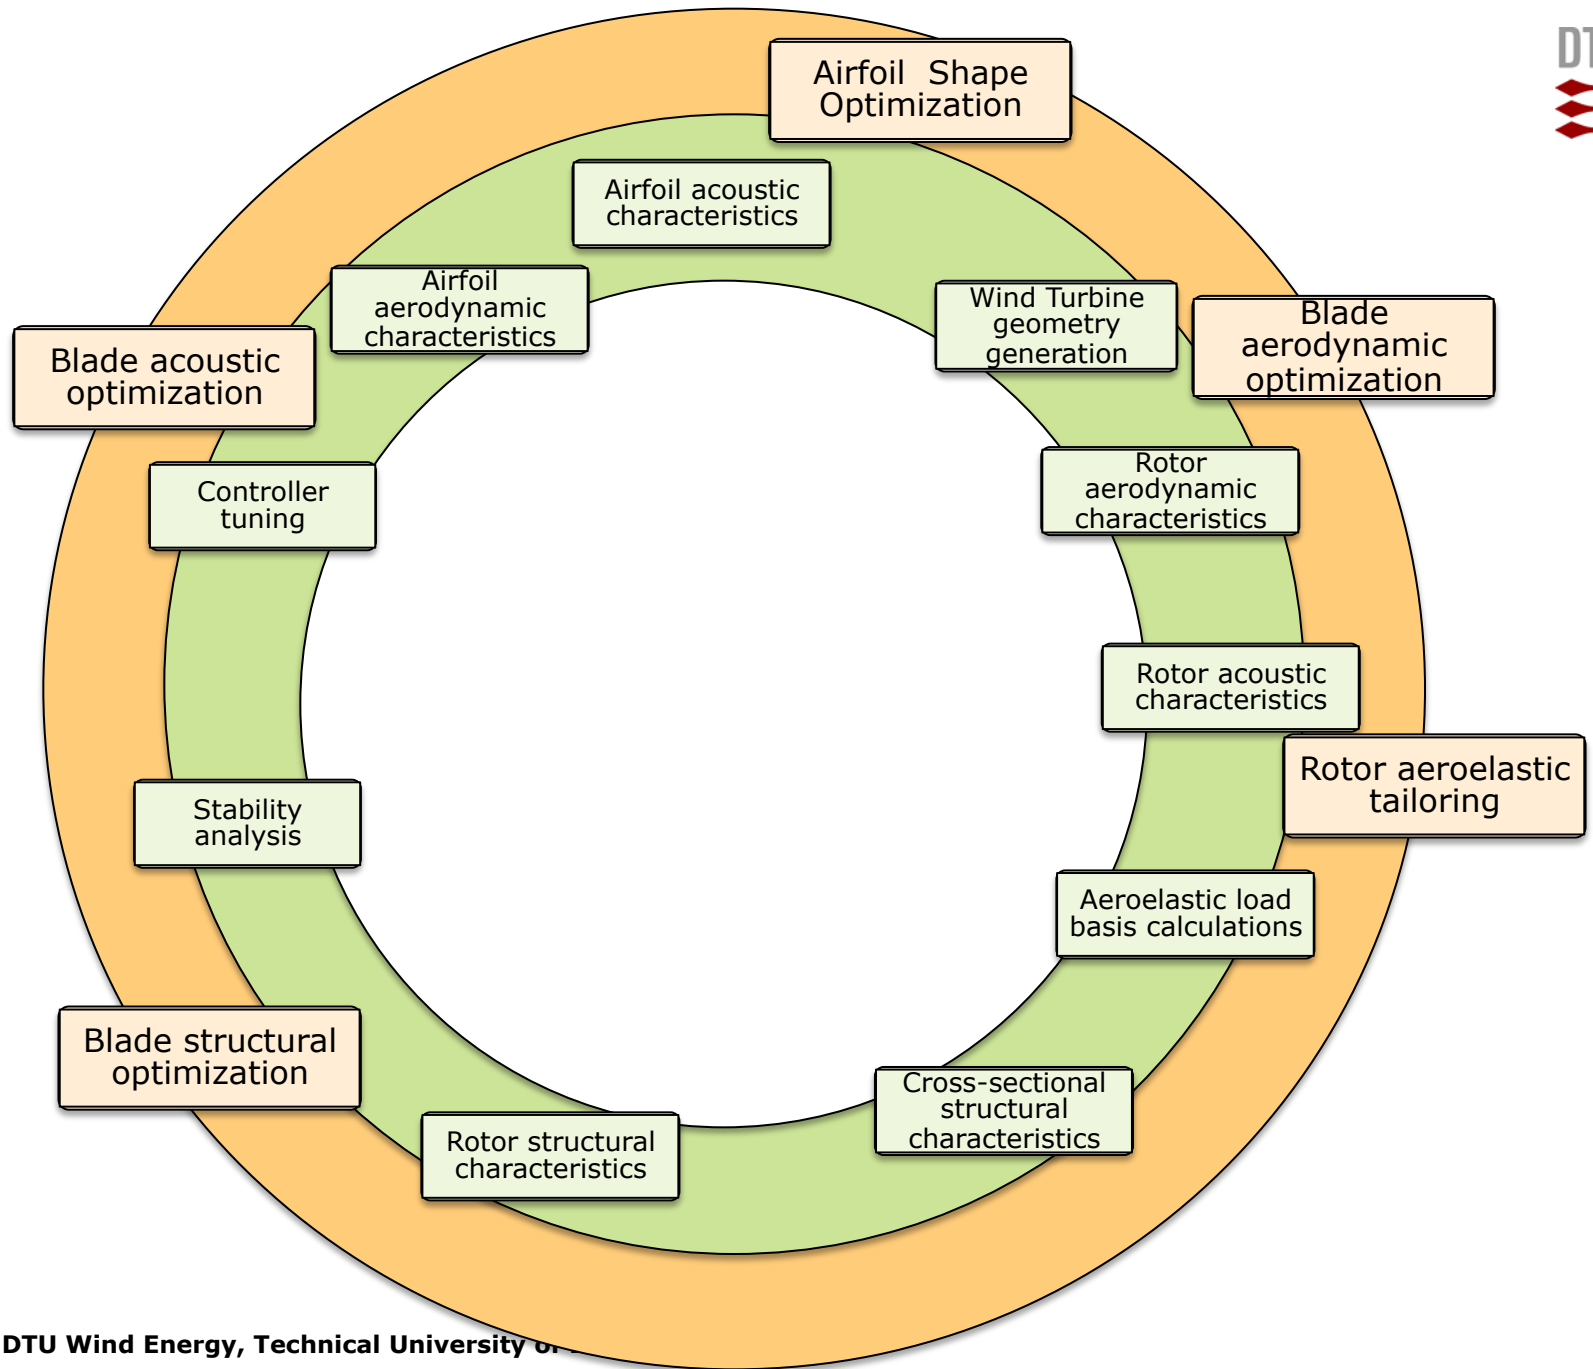 Airfoil Shape
Optimization
DT
Airfoil acoustic
characteristics
Airfoil
aerodynamic
characteristics
Wind Turbine
geometry
generation
Blade
aerodynamic
optimization
Blade acoustic
optimization
Controller
tuning
Rotor
aerodynamic
characteristics
Rotor acoustic
characteristics
Rotor aeroelastic
tailoring
Stability
analysis
Aeroelastic load
basis calculations
Blade structural
optimization
Cross-sectional
structural
characteristics
Rotor structural
characteristics
DTU Wind Energy, Technical University of